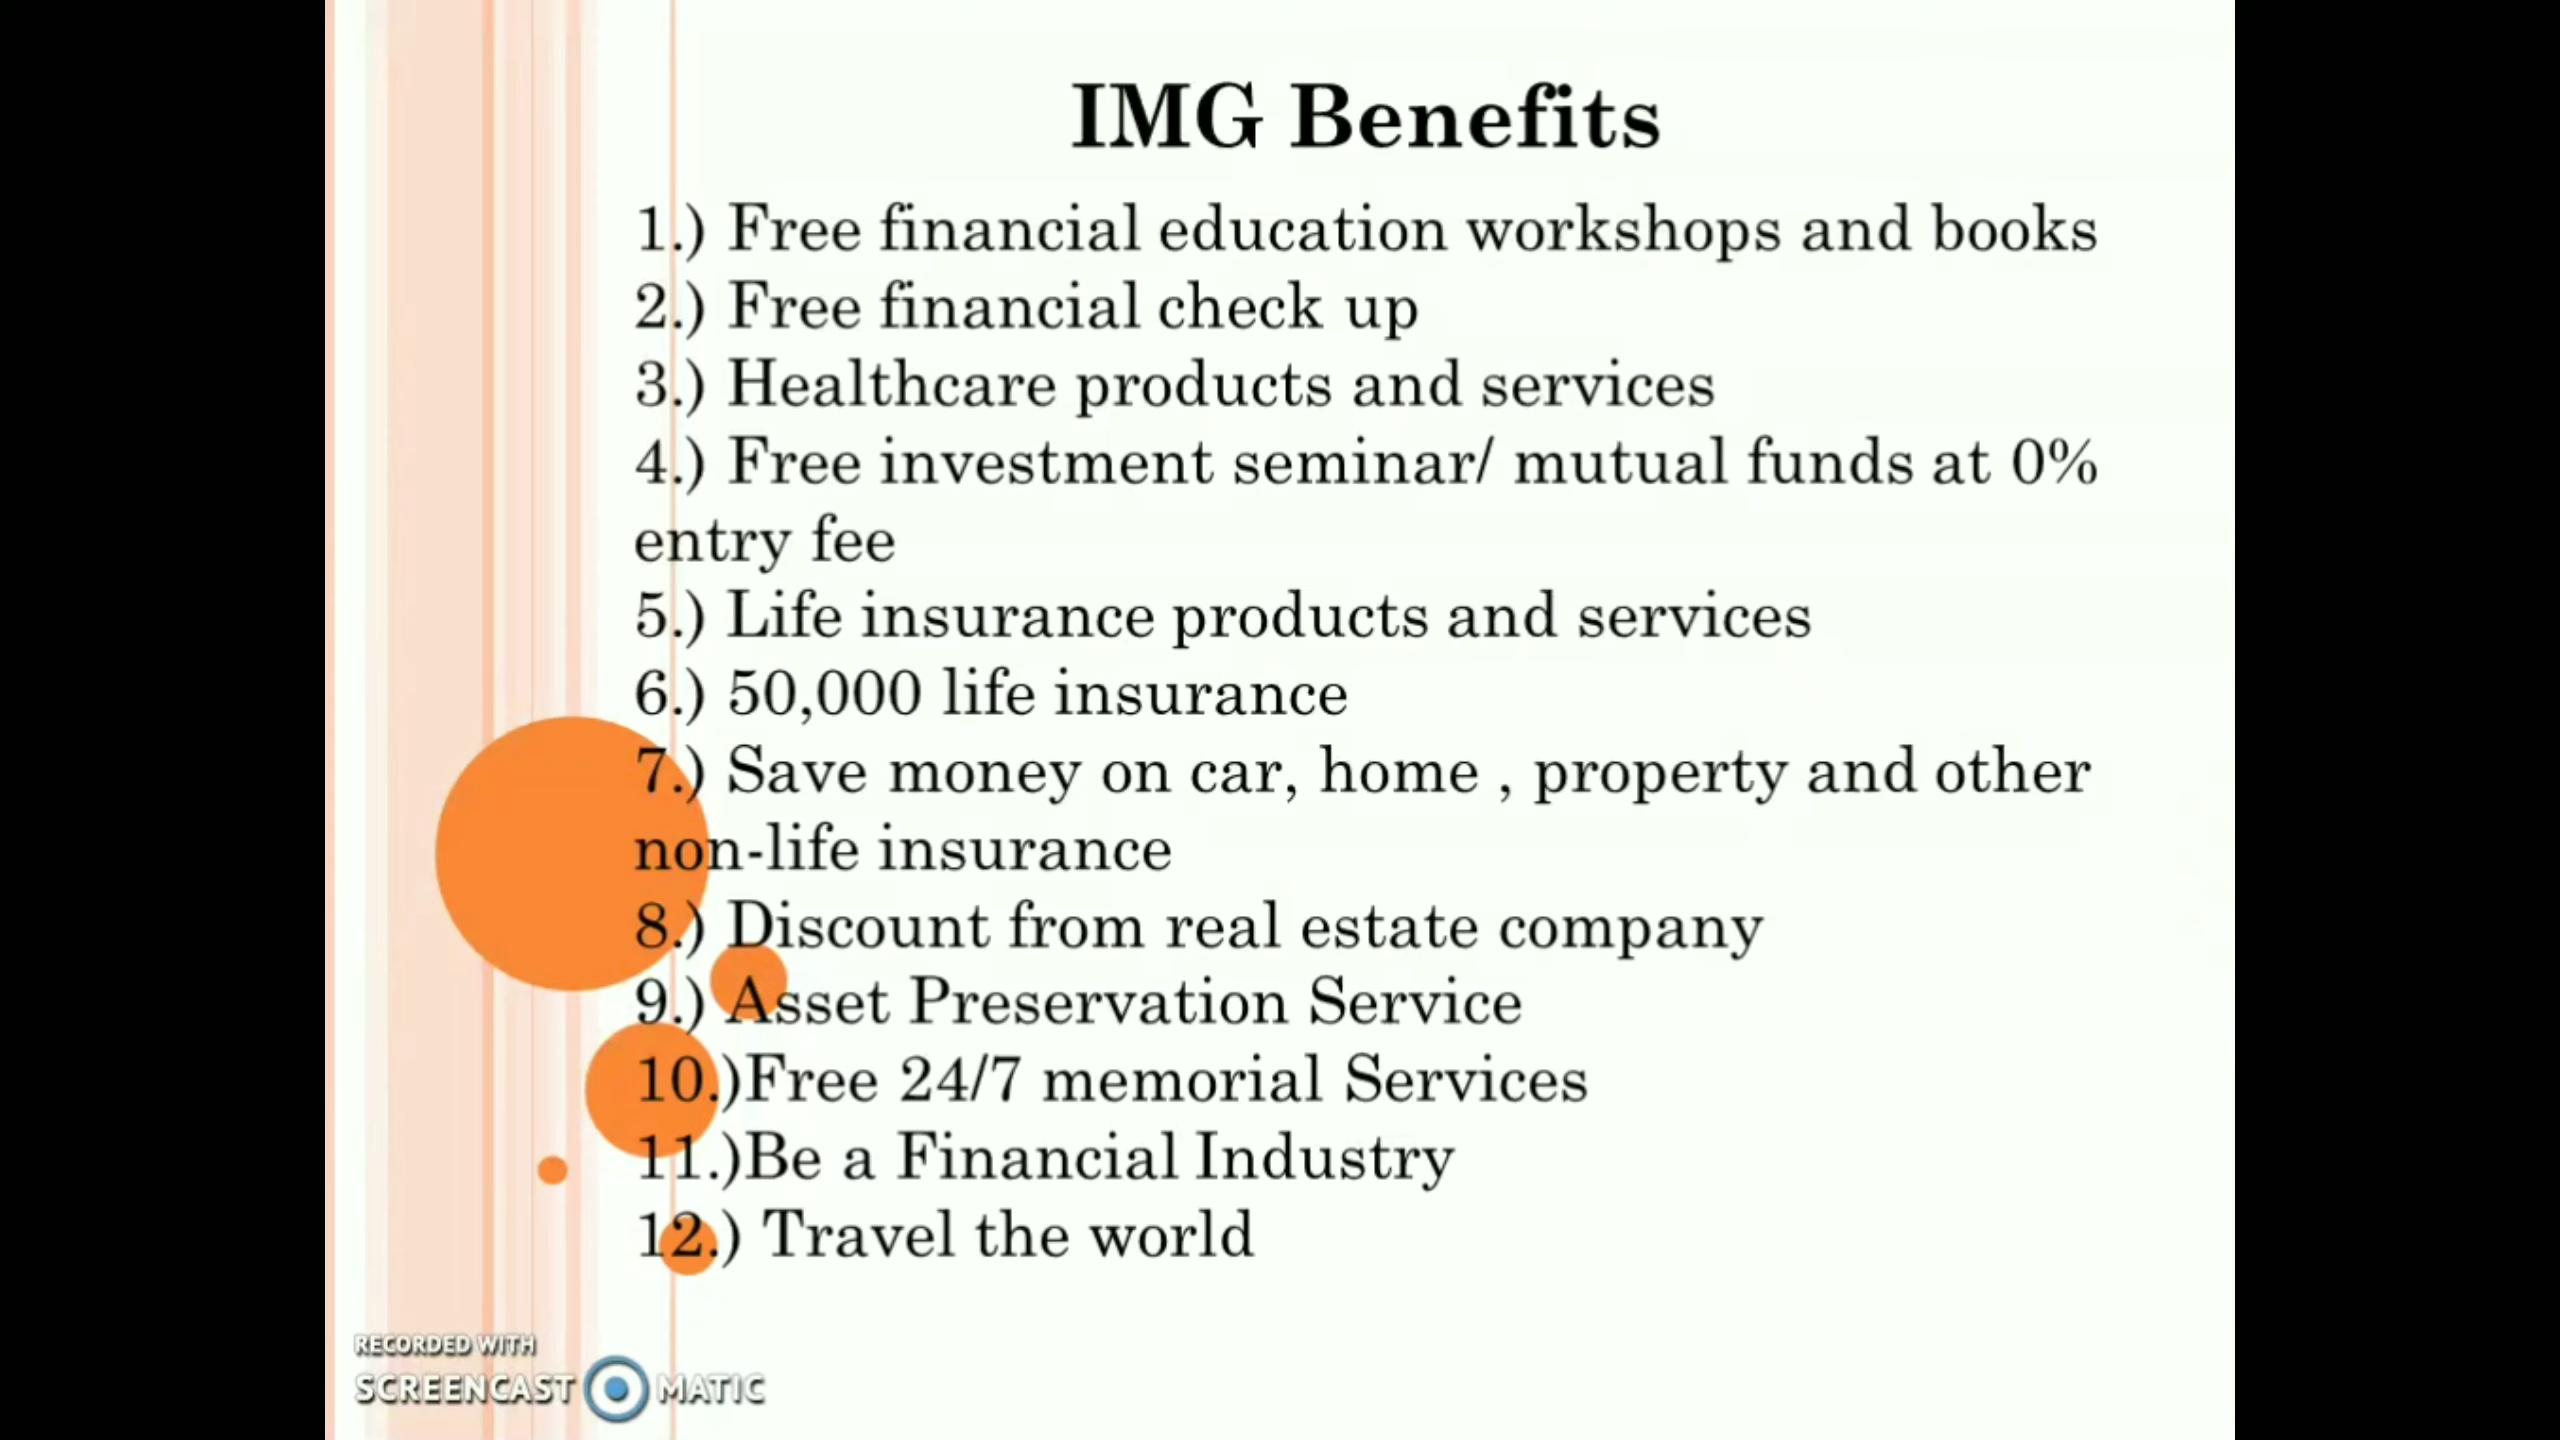 IMG Benefits
1.) Free financial education workshops and books
2.) Free financial check up
3.) Healthcare products and services
4.) Free investment seminar/ mutual funds at 0%
entry fee
5.) Life insurance products and services
6.) 50,000 life insurance
7.) Save money on car, home , property and other
non-life insurance
8.) Discount from real estate company
9.) Asset Preservation Service
10.)Free 24/7 memorial Services
11.)Be a Financial Industry
12.) Travel the world
RECORDED WITH
SCREENCAST MATIC